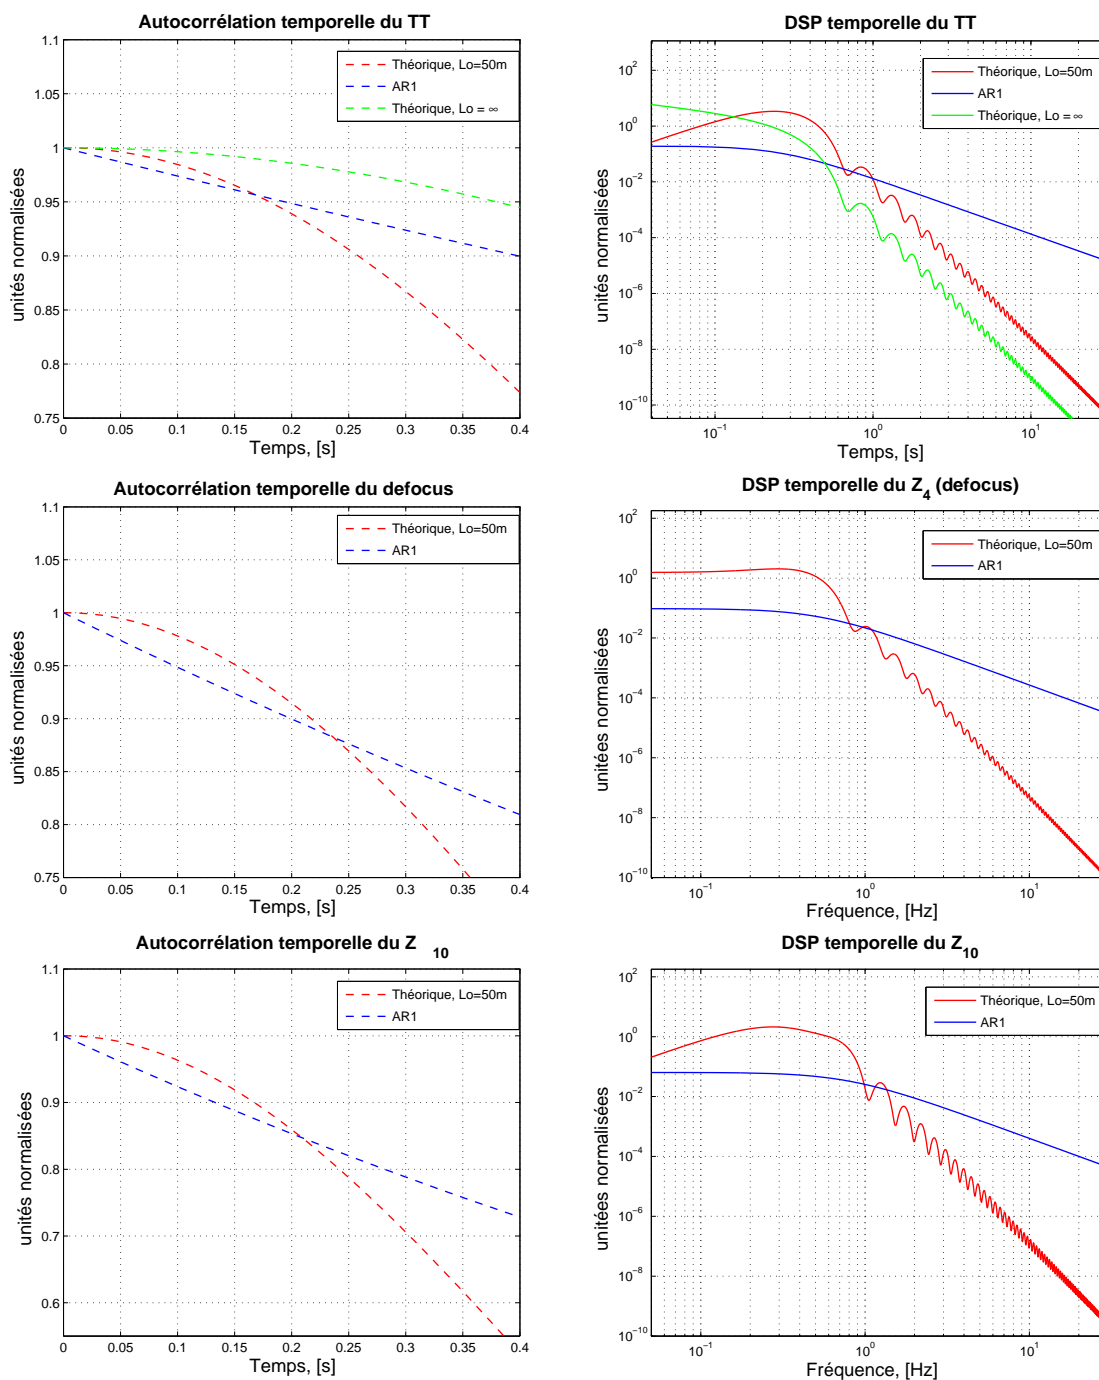 Autocorrélation temporelle du TT
1.1
1.05
1
0.95
0.9
0.85
0.8
0.75
0
0.05
0.1
0.15
0.2
0.25
0.3
0.35
0.4
Temps, [s]
unités normalisées
Théorique, Lo=50m
AR1
Théorique, Lo = ∞
DSP temporelle du TT
10^2
10^0
10^−2
10^−4
10^−6
10^−8
10^−10
10^−1
10^0
10^1
Temps, [s]
unités normalisées
Théorique, Lo=50m
AR1
Théorique, Lo = ∞
Autocorrélation temporelle du defocus
1.1
1.05
1
0.95
0.9
0.85
0.8
0.75
0
0.05
0.1
0.15
0.2
0.25
0.3
0.35
0.4
Temps, [s]
unités normalisées
Théorique, Lo=50m
AR1
DSP temporelle du Z_4 (defocus)
10^2
10^0
10^−2
10^−4
10^−6
10^−8
10^−10
10^−1
10^0
10^1
Fréquence, [Hz]
unitées normalisées
Théorique, Lo=50m
AR1
Autocorrélation temporelle du Z_10
1.1
1
0.9
0.8
0.7
0.6
0
0.05
0.1
0.15
0.2
0.25
0.3
0.35
0.4
Temps, [s]
unités normalisées
Théorique, Lo=50m
AR1
DSP temporelle du Z_10
10^2
10^0
10^−2
10^−4
10^−6
10^−8
10^−10
10^−1
10^0
10^1
Fréquence, [Hz]
unitées normalisées
Théorique, Lo=50m
AR1